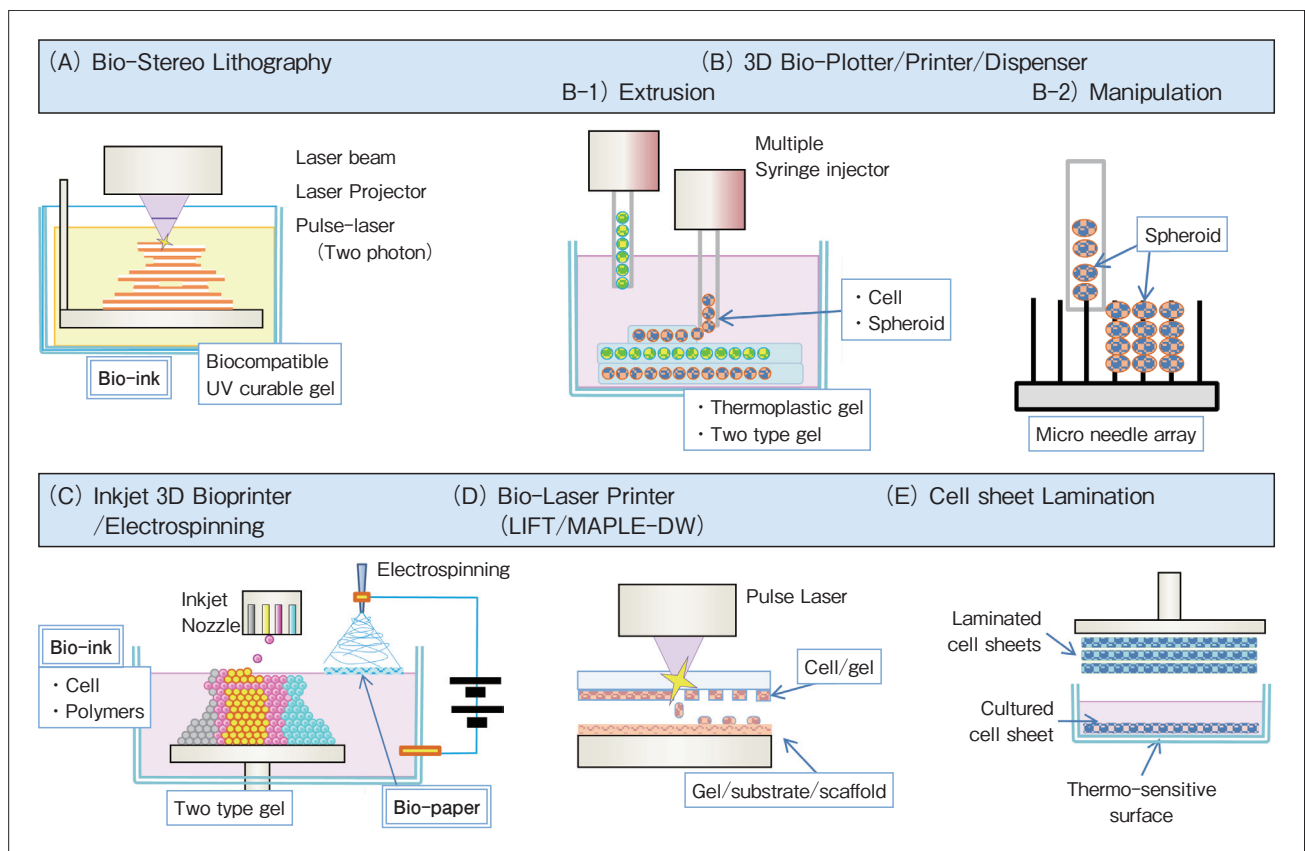 (A) Bio-Stereo Lithography
(B) 3D Bio-Plotter/Printer/Dispenser
B-1) Extrusion
B-2) Manipulation
Laser beam
Laser Projector
Pulse-laser
(Two photon)
Bio-ink
Biocompatible
UV curable gel
Multiple
Syringe injector
・Cell
・Spheroid
・Thermoplastic gel
・Two type gel
Spheroid
Micro needle array
(C) Inkjet 3D Bioprinter
/Electrospinning
(D) Bio-Laser Printer
(LIFT/MAPLE-DW)
(E) Cell sheet Lamination
Electrospinning
Inkjet
Nozzle
Bio-ink
・Cell
・Polymers
Two type gel
Bio-paper
Pulse Laser
Cell/gel
Gel/substrate/scaffold
Laminated
cell sheets
Cultured
cell sheet
Thermo-sensitive
surface